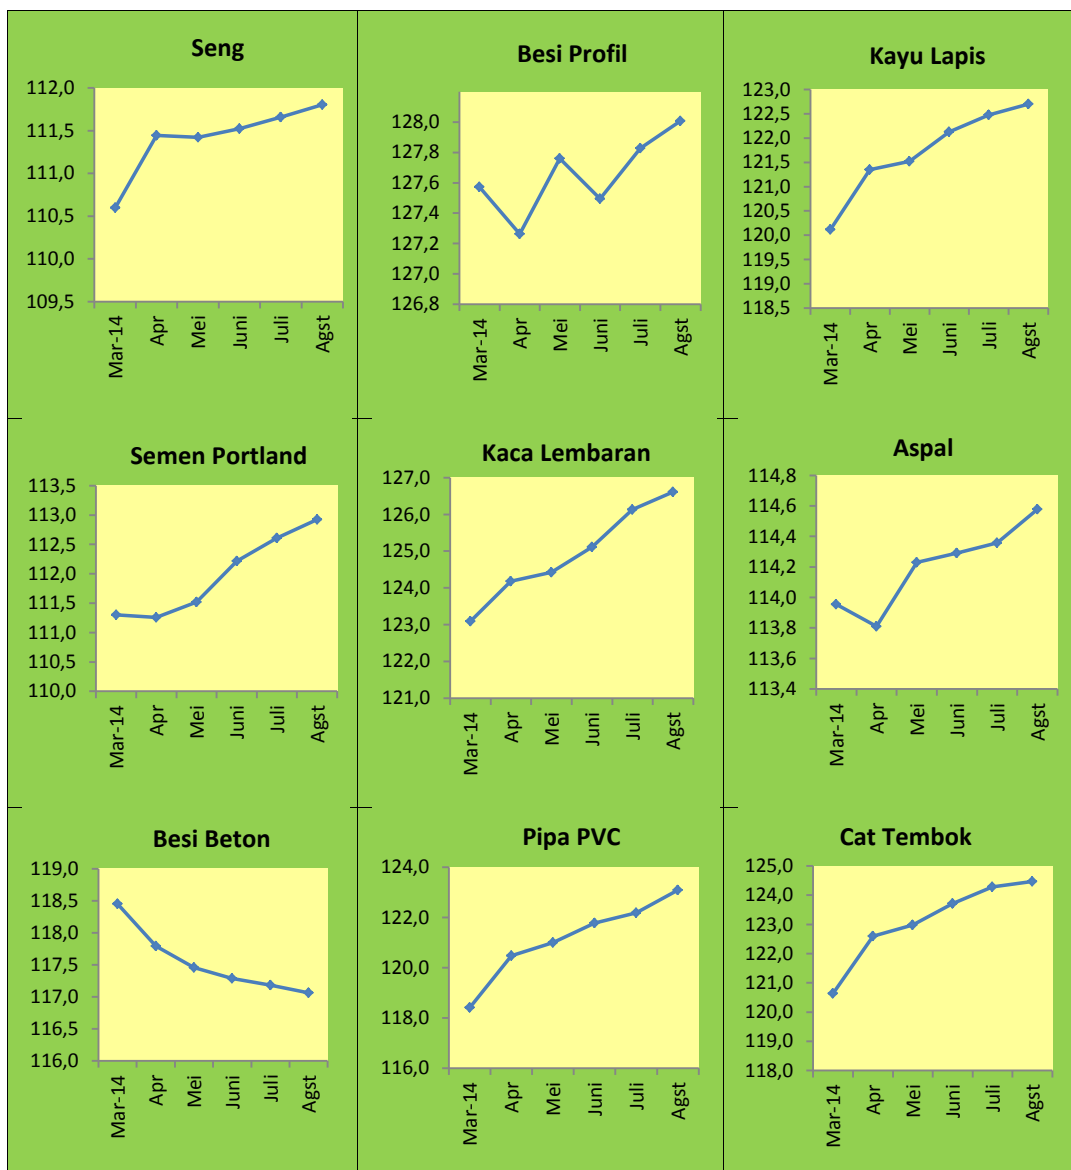 Seng
112,0
111,5
111,0
110,5
110,0
109,5
Mar-14
Apr
Mei
Juni
Juli
Agst
Besi Profil
128,0
127,8
127,6
127,4
127,2
127,0
126,8
Mar-14
Apr
Mei
Juni
Juli
Agst
Kayu Lapis
123,0
122,5
122,0
121,5
121,0
120,5
120,0
119,5
119,0
118,5
Mar-14
Apr
Mei
Juni
Juli
Agst
Semen Portland
113,5
113,0
112,5
112,0
111,5
111,0
110,5
110,0
Mar-14
Apr
Mei
Juni
Juli
Agst
Kaca Lembaran
127,0
126,0
125,0
124,0
123,0
122,0
121,0
Mar-14
Apr
Mei
Juni
Juli
Agst
Aspal
114,8
114,6
114,4
114,2
114,0
113,8
113,6
113,4
Mar-14
Apr
Mei
Juni
Juli
Agst
Besi Beton
119,0
118,5
118,0
117,5
117,0
116,5
116,0
Mar-14
Apr
Mei
Juni
Juli
Agst
Pipa PVC
124,0
122,0
120,0
118,0
116,0
Mar-14
Apr
Mei
Juni
Juli
Agst
Cat Tembok
125,0
124,0
123,0
122,0
121,0
120,0
119,0
118,0
Mar-14
Apr
Mei
Juni
Juli
Agst